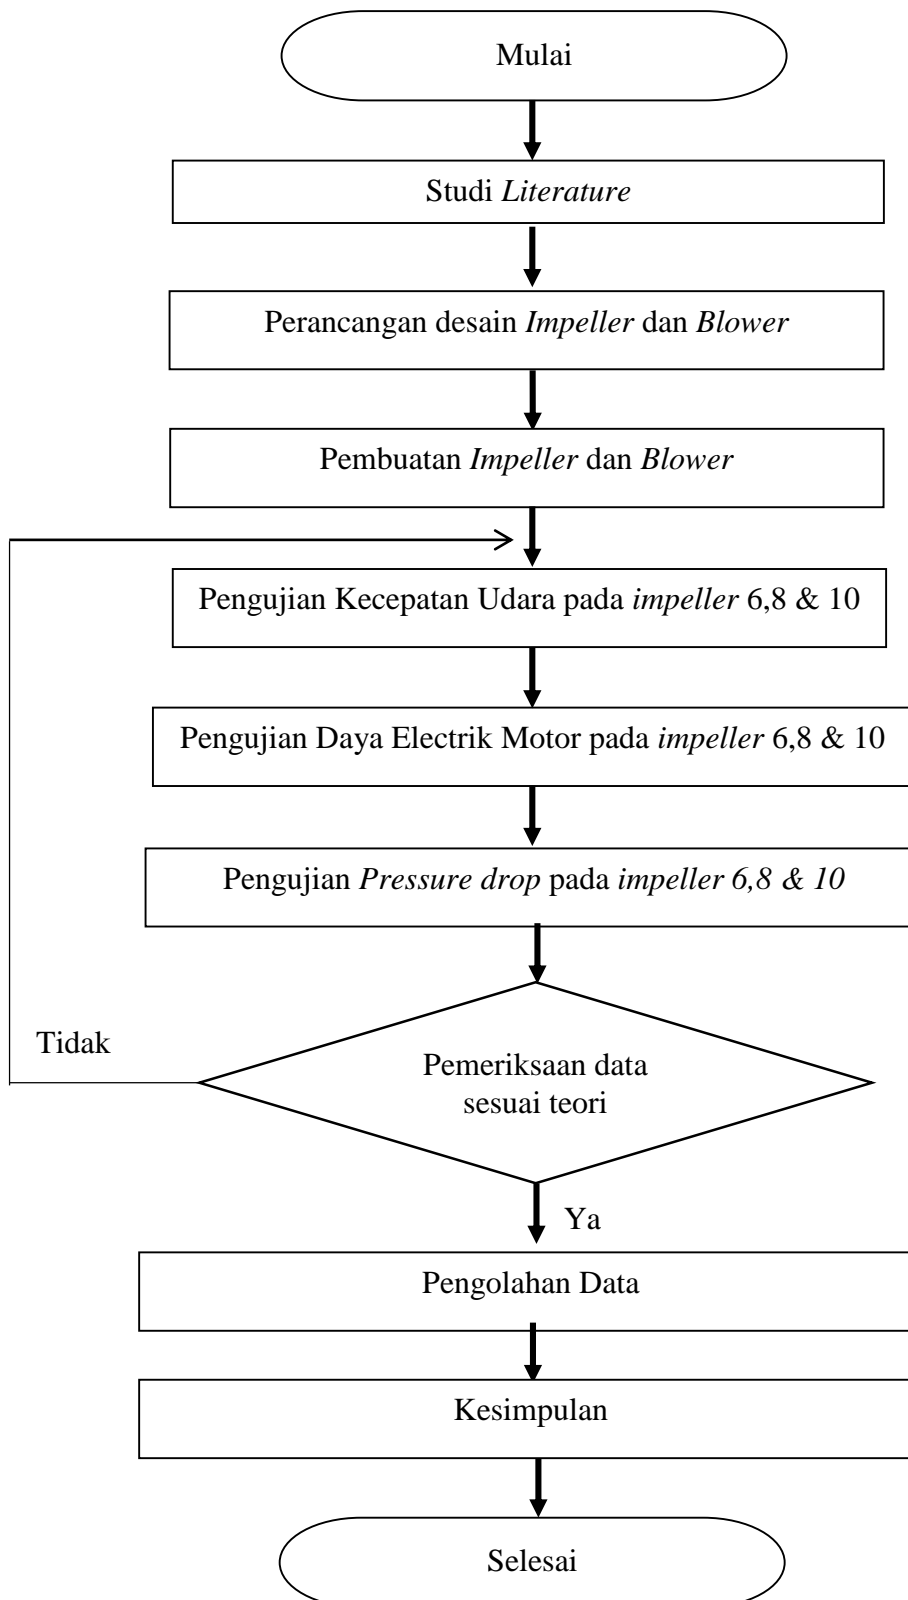 Mulai
Studi Literature
Perancangan desain Impeller dan Blower
Pembuatan Impeller dan Blower
Pengujian Kecepatan Udara pada impeller 6,8 & 10
Pengujian Daya Electrik Motor pada impeller 6,8 & 10
Pengujian Pressure drop pada impeller 6,8 & 10
Tidak
Pemeriksaan data
sesuai teori
Ya
Pengolahan Data
Kesimpulan
Selesai